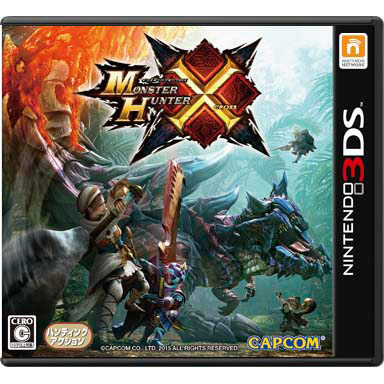 NINTENDO
NETWORK
MONSTER
HUNTER
X
CROSS
NINTENDO 3DS
CERO
C
ハンティング
アクション
CAPCOM
©CAPCOM CO., LTD. 2015 ALL RIGHTS RESERVED.